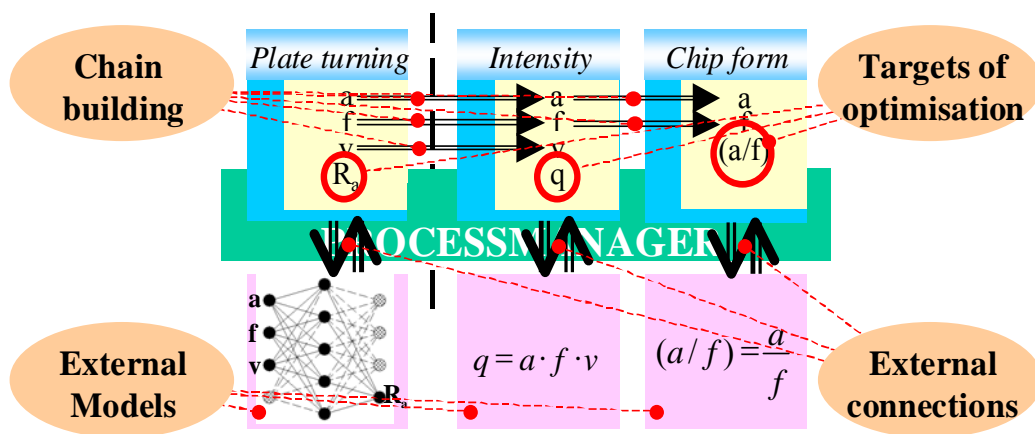 Chain
building
Plate turning
Intensity
Chip form
Targets of
optimisation
a
f
v
Rₐ
a
f
v
q
a
f
(a/f)
PROCESSMANAGER
External
Models
a
f
v
Rₐ
q = a · f · v
(a / f) = a/f
External
connections